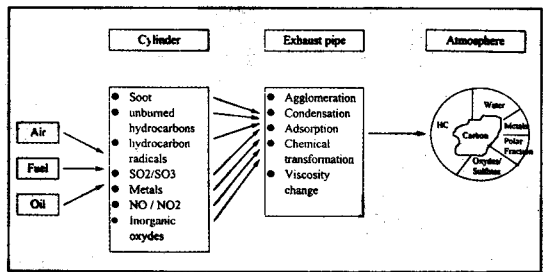 Cylinder
Exhaust pipe
Atmosphere
Air
Fuel
Oil
● Soot
● unburned
hydrocarbons
● hydrocarbon
radicals
● SO2/SO3
● Metals
● NO / NO2
● Inorganic
oxydes
● Agglomeration
● Condensation
● Adsorption
● Chemical
transformation
● Viscosity
change
HC
Water
Metals
Carbon
Polar
Fraction
Oxydes/
Sulfates